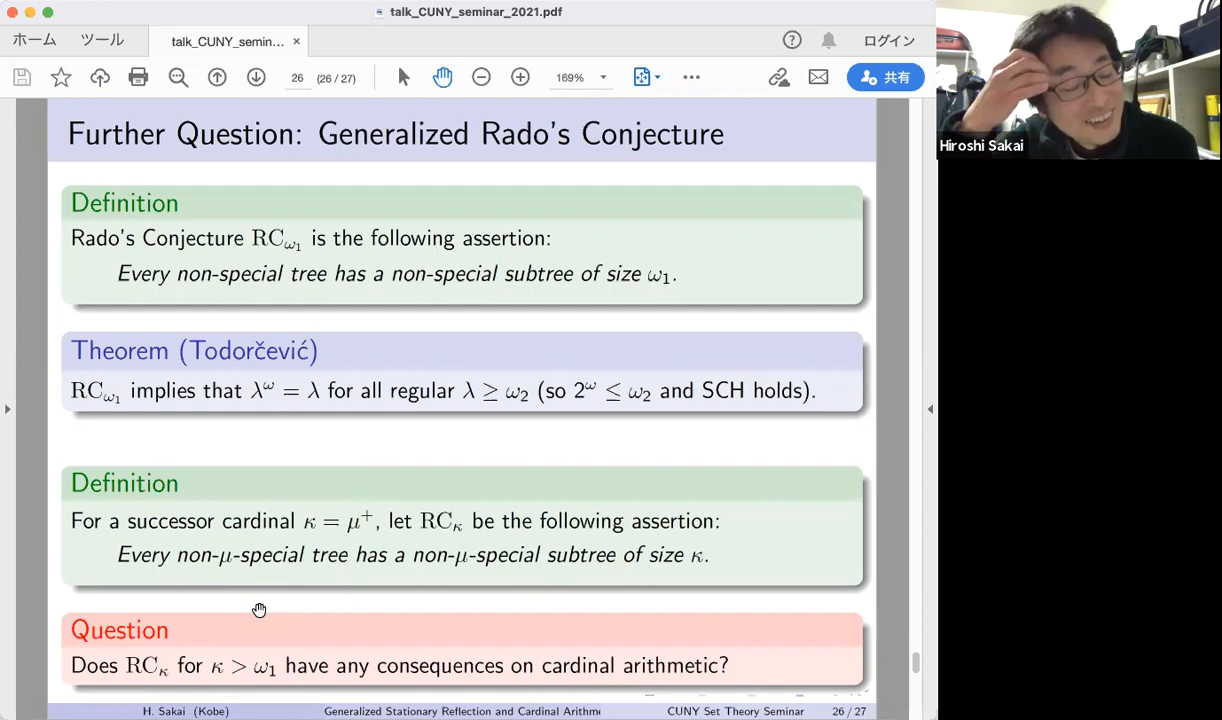 talk_CUNY_seminar_2021.pdf
ホーム ツール talk_CUNY_semin... × ログイン
26 (26 / 27) 169% 共有
Further Question: Generalized Rado's Conjecture
Definition
Rado's Conjecture RC_{ω₁} is the following assertion:
Every non-special tree has a non-special subtree of size ω₁.
Theorem (Todorčević)
RC_{ω₁} implies that λ^ω = λ for all regular λ ≥ ω₂ (so 2^ω ≤ ω₂ and SCH holds).
Definition
For a successor cardinal κ = μ⁺, let RC_κ be the following assertion:
Every non-μ-special tree has a non-μ-special subtree of size κ.
Question
Does RC_κ for κ > ω₁ have any consequences on cardinal arithmetic?
H. Sakai (Kobe) Generalized Stationary Reflection and Cardinal Arithme CUNY Set Theory Seminar 26 / 27
Hiroshi Sakai